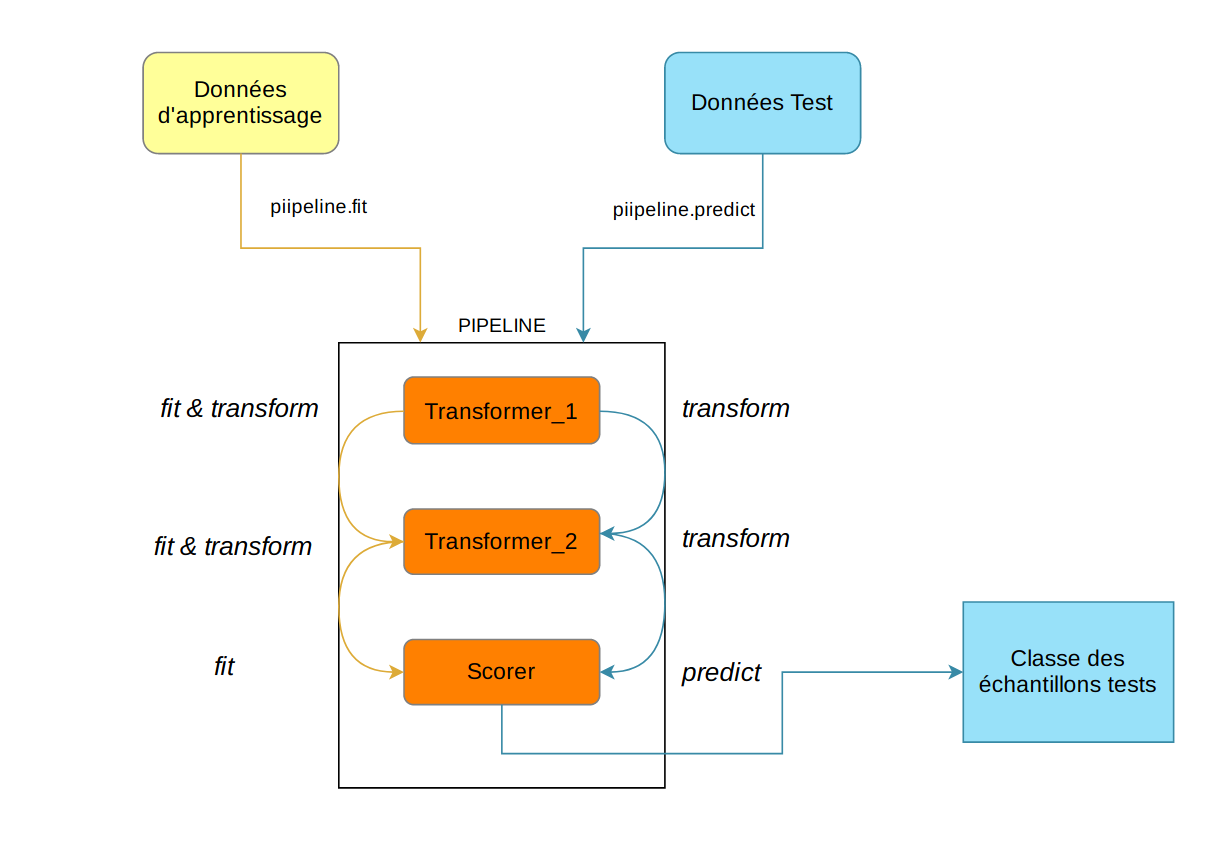 Données
d'apprentissage
Données Test
piipeline.fit
piipeline.predict
PIPELINE
fit & transform
Transformer_1
transform
fit & transform
Transformer_2
transform
fit
Scorer
predict
Classe des
échantillons tests